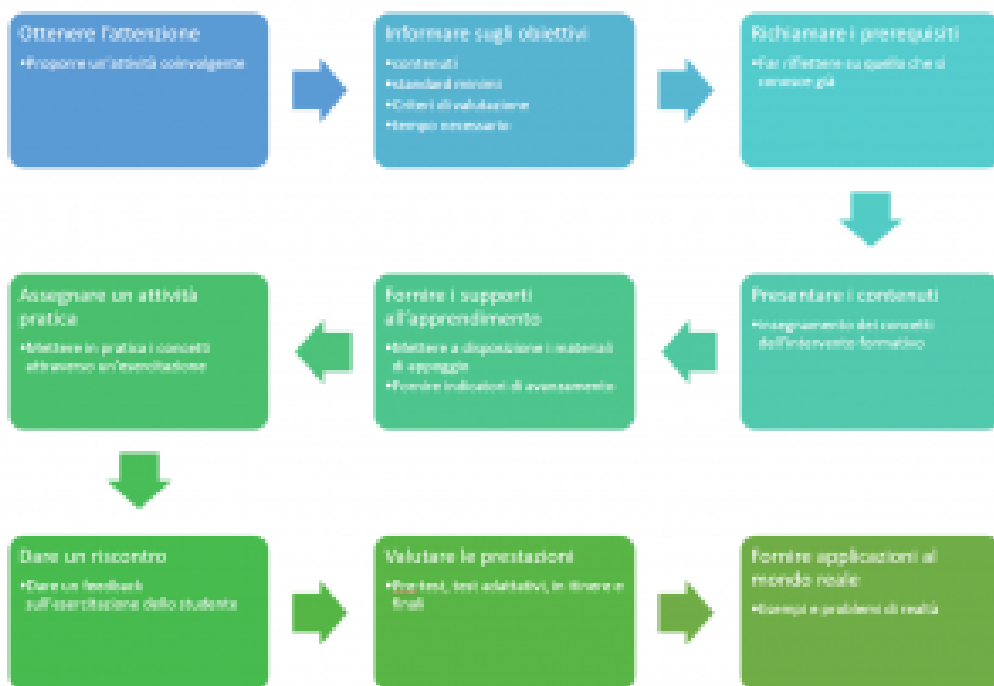 Ottenere l'attenzione
•Proporre un'attività coinvolgente
Informare sugli obiettivi
•contenuti
•standard minimi
•Criteri di valutazione
•tempo necessario
Richiamare i prerequisiti
•Far riflettere su quello che si
conosce già
Presentare i contenuti
•Insegnamento dei concetti
dell'intervento formativo
Fornire i supporti
all'apprendimento
•Mettere a disposizione i materiali
di appoggio
•Fornire indicatori di avanzamento
Assegnare un attività
pratica
•Mettere in pratica i concetti
attraverso un'esercitazione
Dare un riscontro
•Dare un feedback
sull'esercitazione dello studente
Valutare le prestazioni
•Pre test, test adattativi, in itinere e
finali
Fornire applicazioni al
mondo reale
•Esempi e problemi di realtà